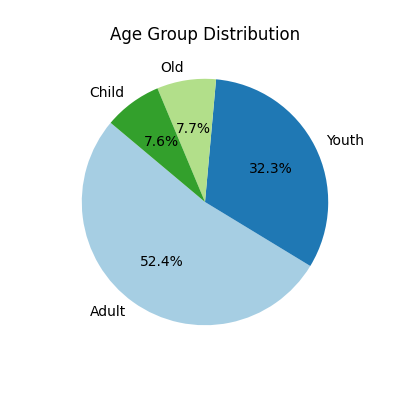 Age Group Distribution
Old
Child
7.7%
7.6%
Youth
32.3%
52.4%
Adult